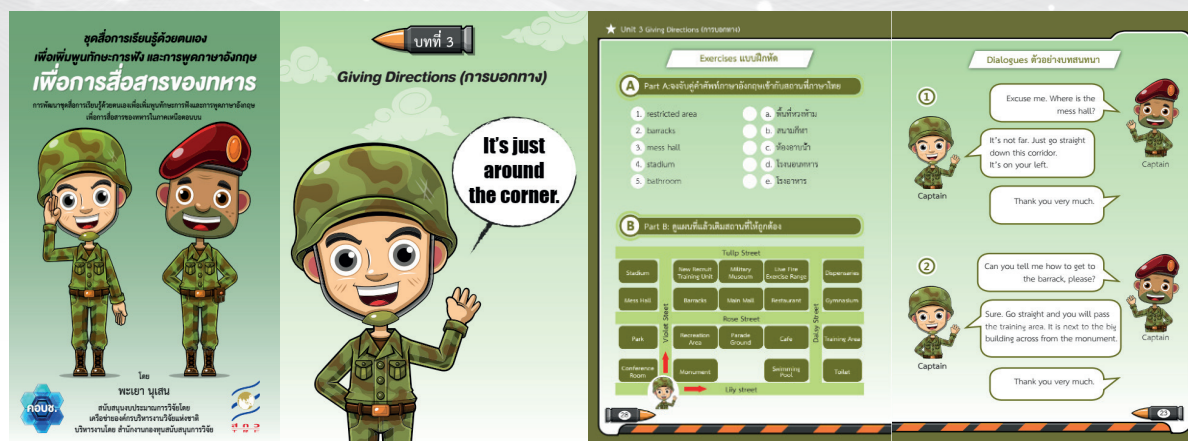 ชุดสื่อการเรียนรู้ด้วยตนเอง
เพื่อเพิ่มพูนทักษะการฟัง และการพูดภาษาอังกฤษ
เพื่อการสื่อสารของทหาร
การพัฒนาชุดสื่อการเรียนรู้ด้วยตนเองเพื่อเพิ่มพูนทักษะการฟังและการพูดภาษาอังกฤษ
เพื่อการสื่อสารของทหารในภาคเหนือตอนบน
โดย
พะเยา นุเสน
สนับสนุนงบประมาณการวิจัยโดย
เครือข่ายองค์กรบริหารงานวิจัยแห่งชาติ
บริหารงานโดย สำนักงานกองทุนสนับสนุนการวิจัย
คอบช.
สกว
บทที่ 3
Giving Directions (การบอกทาง)
It's just
around
the corner.
Unit 3 Giving Directions (การบอกทาง)
Exercises แบบฝึกหัด
A Part A:จงจับคู่คำศัพท์ภาษาอังกฤษเข้ากับสถานที่ภาษาไทย
1. restricted area a. พื้นที่หวงห้าม
2. barracks b. สนามกีฬา
3. mess hall c. ห้องอาบน้ำ
4. stadium d. โรงนอนทหาร
5. bathroom e. โรงอาหาร
B Part B: ดูแผนที่แล้วเติมสถานที่ให้ถูกต้อง
Tulip Street
Stadium
New Recruit
Training Unit
Military
Museum
Live Fire
Exercise Range
Dispensaries
Mess Hall
Barracks
Main Mall
Restaurant
Gymnasium
Violet Steet
Rose Street
Daisy Street
Park
Recreation
Area
Parade
Ground
Cafe
Training Area
Conference
Room
Monument
Swimming
Pool
Toilet
Lily street
Dialogues ตัวอย่างบทสนทนา
1
Excuse me. Where is the
mess hall?
Captain
It's not far. Just go straight
down this corridor.
It's on your left.
Captain
Thank you very much.
2
Can you tell me how to get to
the barrack, please?
Captain
Sure. Go straight and you will pass
the training area. It is next to the big
building across from the monument.
Captain
Thank you very much.
23